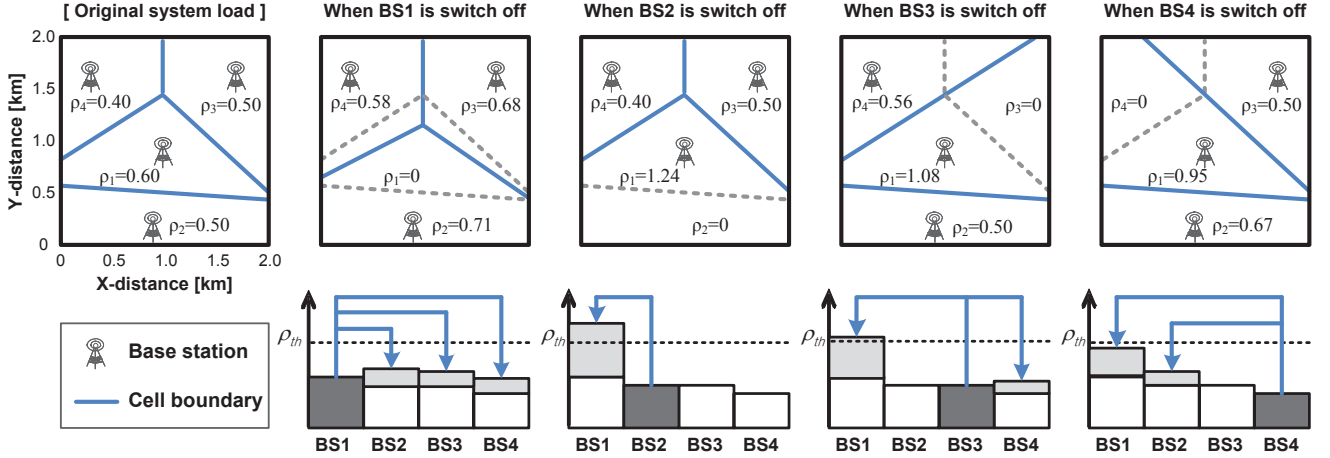 [ Original system load ]
When BS1 is switch off
When BS2 is switch off
When BS3 is switch off
When BS4 is switch off
Y-distance [km]
2.0
1.5
1.0
0.5
0
0
1.0
2.0
X-distance [km]
ρ4=0.40
ρ3=0.50
ρ1=0.60
ρ2=0.50
ρ4=0.58
ρ3=0.68
ρ1=0
ρ2=0.71
ρ4=0.40
ρ3=0.50
ρ1=1.24
ρ2=0
ρ4=0.56
ρ3=0
ρ1=1.08
ρ2=0.50
ρ4=0
ρ3=0.50
ρ1=0.95
ρ2=0.67
Base station
Cell boundary
ρth
BS1 BS2 BS3 BS4
ρth
BS1 BS2 BS3 BS4
ρth
BS1 BS2 BS3 BS4
ρth
BS1 BS2 BS3 BS4